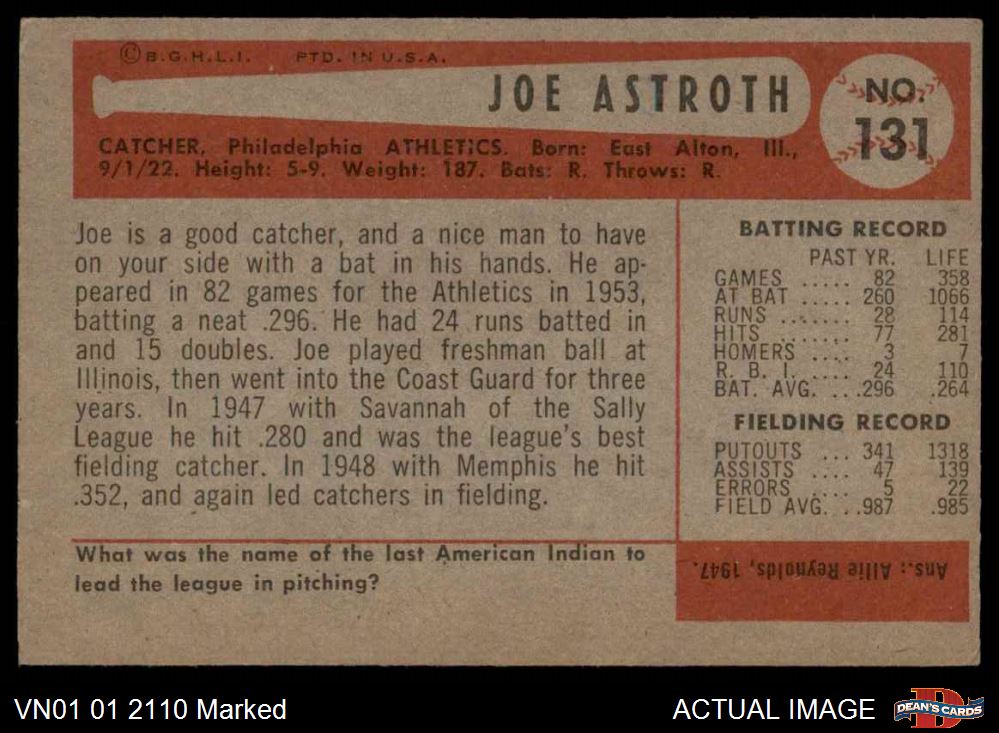 © B.G.H.L.I. PTD. IN U.S.A.
JOE ASTROTH
NO.
131
CATCHER, Philadelphia ATHLETICS. Born: East Alton, Ill.,
9/1/22. Height: 5-9. Weight: 187. Bats: R. Throws: R.
Joe is a good catcher, and a nice man to have
on your side with a bat in his hands. He ap-
peared in 82 games for the Athletics in 1953,
batting a neat .296. He had 24 runs batted in
and 15 doubles. Joe played freshman ball at
Illinois, then went into the Coast Guard for three
years. In 1947 with Savannah of the Sally
League he hit .280 and was the league's best
fielding catcher. In 1948 with Memphis he hit
.352, and again led catchers in fielding.
BATTING RECORD
PAST YR. LIFE
GAMES ..... 82 358
AT BAT ..... 260 1066
RUNS ....... 28 114
HITS ....... 77 281
HOMERS .... 3 7
R. B. I. ..... 24 110
BAT. AVG. ...296 .264
FIELDING RECORD
PUTOUTS ... 341 1318
ASSISTS .... 47 139
ERRORS .... 5 22
FIELD AVG. ..987 .985
What was the name of the last American Indian to
lead the league in pitching?
Ans.: Allie Reynolds, 1947.
VN01 01 2110 Marked
ACTUAL IMAGE
DEAN'S CARDS